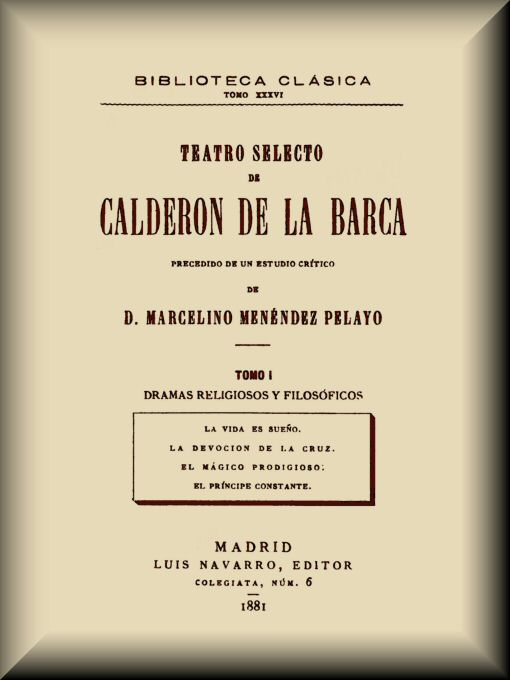 BIBLIOTECA CLÁSICA
TOMO XXXVI
TEATRO SELECTO
DE
CALDERON DE LA BARCA
PRECEDIDO DE UN ESTUDIO CRÍTICO
DE
D. MARCELINO MENÉNDEZ PELAYO
TOMO I
DRAMAS RELIGIOSOS Y FILOSÓFICOS
LA VIDA ES SUEÑO.
LA DEVOCION DE LA CRUZ.
EL MÁGICO PRODIGIOSO.
EL PRÍNCIPE CONSTANTE.
MADRID
LUIS NAVARRO, EDITOR
COLEGIATA, NÚM. 6
1881